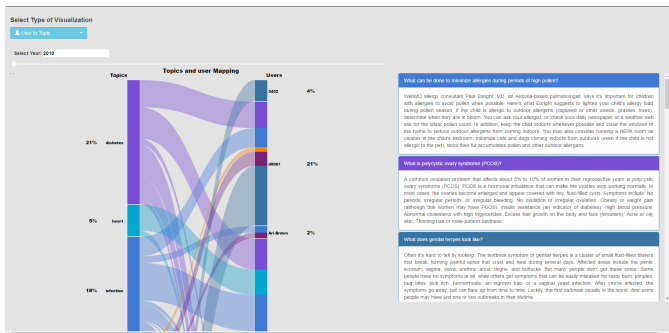 Select Type of Visualization
User to Topic
Select Year: 2010
Topics and user Mapping
Topics
Users
2432
4%
21%
diabetes
40061
21%
5%
heart
Ari Brown
2%
18%
infection
What can be done to minimize allergies during periods of high pollen?
WebMD allergy consultant Paul Enright, MD, an Arizona-based pulmonologist, says it's important for children
with allergies to avoid pollen when possible. Here's what Enright suggests to lighten your child's allergy load
during pollen season. If the child is allergic to outdoor allergens (ragweed or other weeds, grasses, trees),
determine when they are in bloom. You can ask your allergist, or check your daily newspaper or a weather web
site for the latest pollen count. In addition, keep the child indoors whenever possible and close the windows of
the home to reduce outdoor allergens from coming indoors. You may also consider running a HEPA room air
cleaner in the child's bedroom; minimize cats and dogs coming indoors from outdoors (even if the child is not
allergic to the pet), since their fur accumulates pollen and other outdoor allergens.
What is polycystic ovary syndrome (PCOS)?
A common ovulation problem that affects about 5% to 10% of women in their reproductive years is polycystic
ovary syndrome (PCOS). PCOS is a hormonal imbalance that can make the ovaries stop working normally. In
most cases, the ovaries become enlarged and appear covered with tiny, fluid-filled cysts. Symptoms include: No
periods, irregular periods, or irregular bleeding. No ovulation or irregular ovulation. Obesity or weight gain
(although thin women may have PCOS). Insulin resistance (an indicator of diabetes). High blood pressure.
Abnormal cholesterol with high triglycerides. Excess hair growth on the body and face (hirsutism). Acne or oily
skin. Thinning hair or male-pattern baldness.
What does genital herpes look like?
Often it's hard to tell by looking. The textbook symptom of genital herpes is a cluster of small fluid-filled blisters
that break, forming painful sores that crust and heal during several days. Affected areas include the penis,
scrotum, vagina, vulva, urethra, anus, thighs, and buttocks. But many people don't get these sores. Some
people have no symptoms at all, while others get symptoms that can be easily mistaken for razor burn, pimples,
bug bites, jock itch, hemorrhoids, an ingrown hair, or a vaginal yeast infection. After you're infected, the
symptoms go away, but can flare up from time to time. Luckily, the first outbreak usually is the worst. And some
people may have just one or two outbreaks in their lifetime.